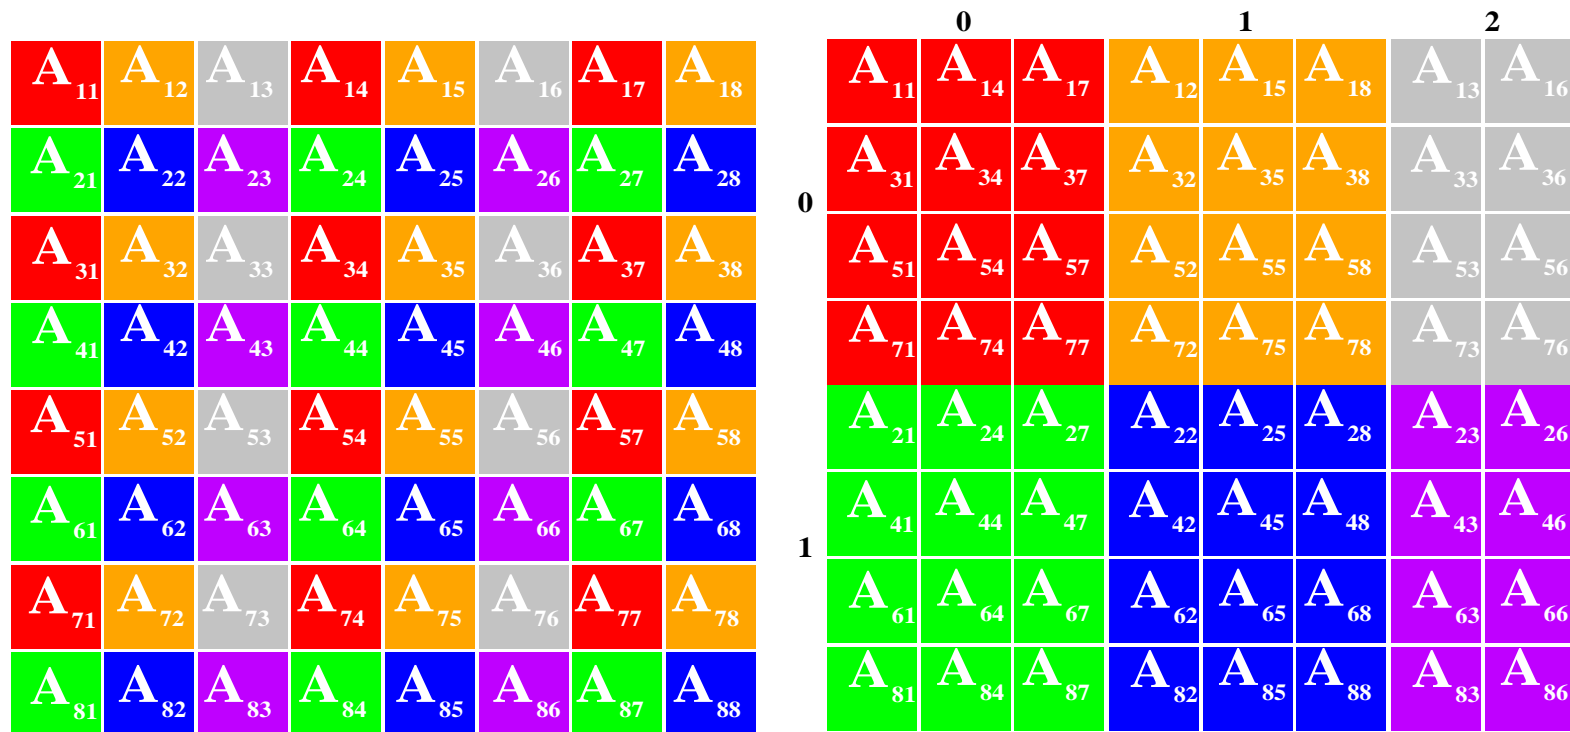 A11 A12 A13 A14 A15 A16 A17 A18
A21 A22 A23 A24 A25 A26 A27 A28
A31 A32 A33 A34 A35 A36 A37 A38
A41 A42 A43 A44 A45 A46 A47 A48
A51 A52 A53 A54 A55 A56 A57 A58
A61 A62 A63 A64 A65 A66 A67 A68
A71 A72 A73 A74 A75 A76 A77 A78
A81 A82 A83 A84 A85 A86 A87 A88
0 1 2
A11 A14 A17 A12 A15 A18 A13 A16
A31 A34 A37 A32 A35 A38 A33 A36
0
A51 A54 A57 A52 A55 A58 A53 A56
A71 A74 A77 A72 A75 A78 A73 A76
A21 A24 A27 A22 A25 A28 A23 A26
A41 A44 A47 A42 A45 A48 A43 A46
1
A61 A64 A67 A62 A65 A68 A63 A66
A81 A84 A87 A82 A85 A88 A83 A86